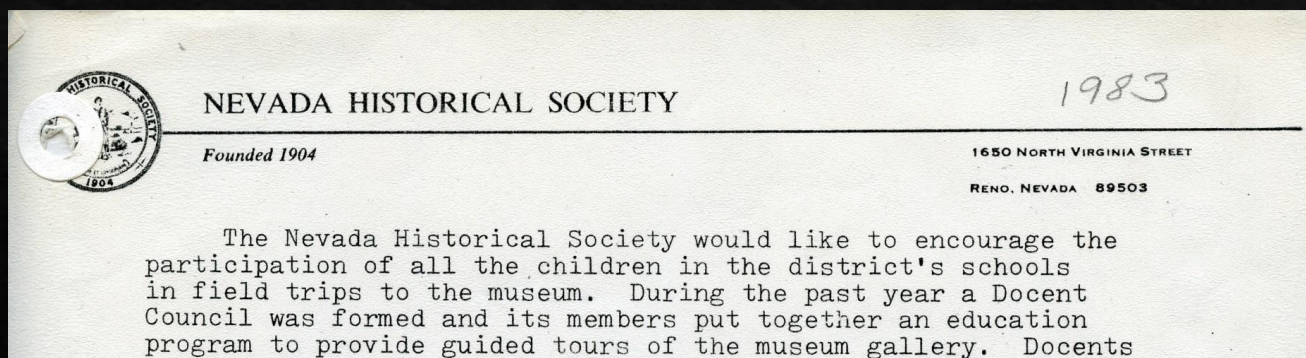 HISTORICAL SOCIETY
1904
NEVADA HISTORICAL SOCIETY
1983
Founded 1904
1650 NORTH VIRGINIA STREET
RENO, NEVADA 89503
The Nevada Historical Society would like to encourage the
participation of all the children in the district's schools
in field trips to the museum. During the past year a Docent
Council was formed and its members put together an education
program to provide guided tours of the museum gallery. Docents